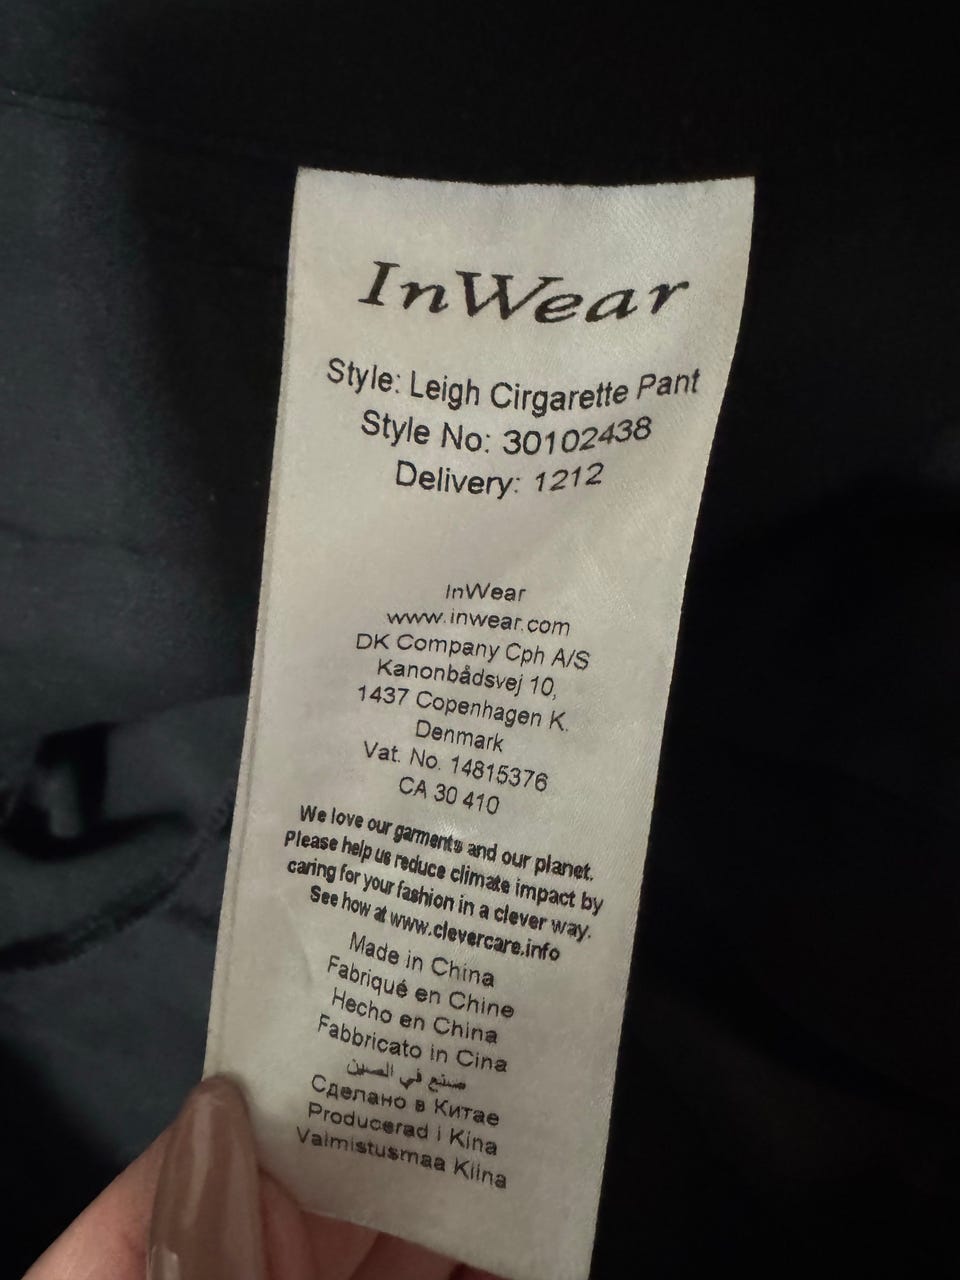 InWear
Style: Leigh Cirgarette Pant
Style No: 30102438
Delivery: 1212
InWear
www.inwear.com
DK Company Cph A/S
Kanonbådsvej 10,
1437 Copenhagen K.
Denmark
Vat. No. 14815376
CA 30 410
We love our garments and our planet.
Please help us reduce climate impact by
caring for your fashion in a clever way.
See how at www.clevercare.info
Made in China
Fabriqué en Chine
Hecho en China
Fabbricato in Cina
صنع في الصين
Сделано в Китае
Producerad i Kina
Valmistusmaa Kiina